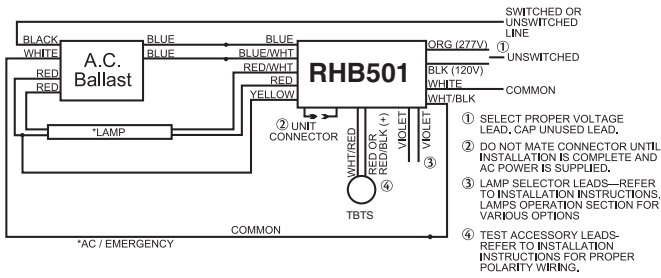 SWITCHED OR
UNSWITCHED
LINE
BLACK
BLUE
BLUE
ORG (277V)
①
WHITE
A.C.
Ballast
BLUE
BLUE/WHT
RHB501
UNSWITCHED
RED
RED/WHT
BLK (120V)
RED
RED
WHITE
COMMON
YELLOW
WHT/BLK
*LAMP
② UNIT
CONNECTOR
WHT/RED
RED OR
RED/BLK (+)
VIOLET
VIOLET
③
④
TBTS
COMMON
*AC / EMERGENCY
① SELECT PROPER VOLTAGE
LEAD. CAP UNUSED LEAD.
② DO NOT MATE CONNECTOR UNTIL
INSTALLATION IS COMPLETE AND
AC POWER IS SUPPLIED.
③ LAMP SELECTOR LEADS—REFER
TO INSTALLATION INSTRUCTIONS,
LAMPS OPERATION SECTION FOR
VARIOUS OPTIONS
④ TEST ACCESSORY LEADS-
REFER TO INSTALLATION
INSTRUCTIONS FOR PROPER
POLARITY WIRING.